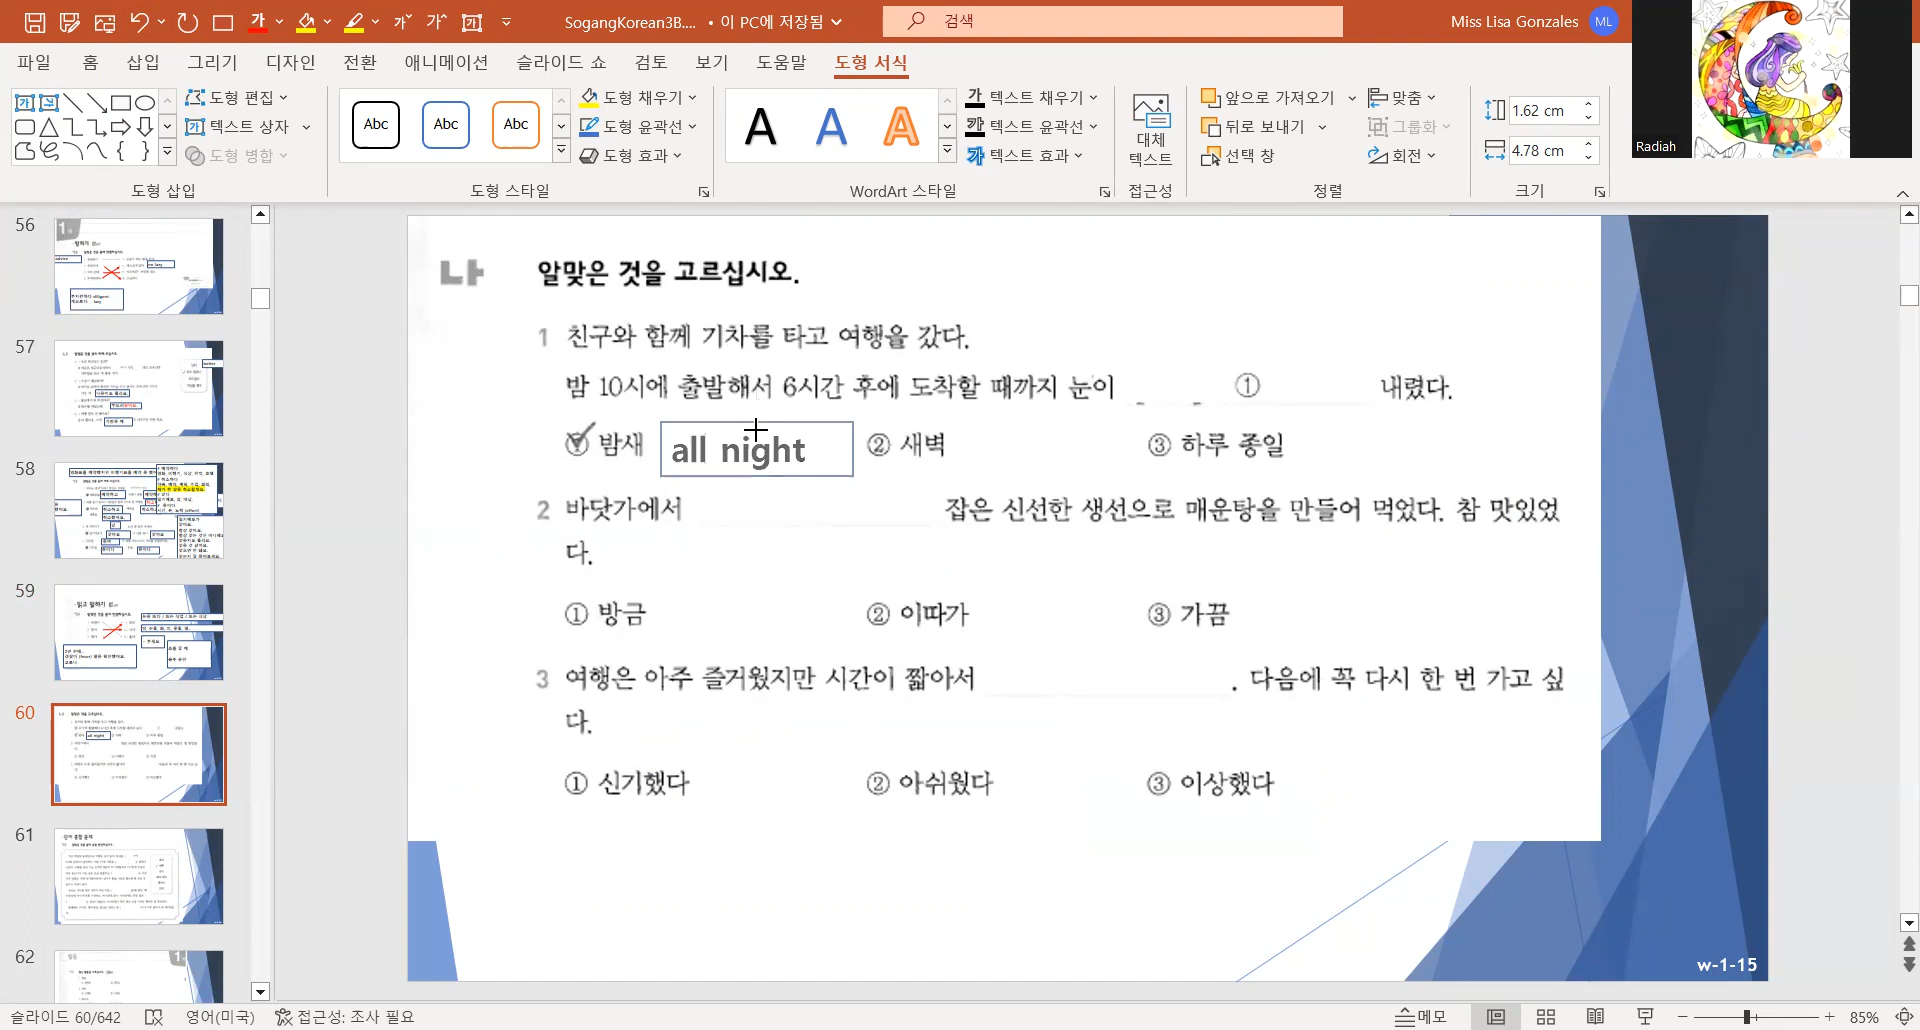 SogangKorean3B.... • 이 PC에 저장됨
검색
Miss Lisa Gonzales ML
파일 홈 삽입 그리기 디자인 전환 애니메이션 슬라이드 쇼 검토 보기 도움말 도형 서식
도형 편집
텍스트 상자
도형 병합
도형 삽입
Abc Abc Abc
도형 채우기
도형 윤곽선
도형 효과
도형 스타일
A A A
텍스트 채우기
텍스트 윤곽선
텍스트 효과
WordArt 스타일
대체
텍스트
접근성
앞으로 가져오기
뒤로 보내기
선택 창
맞춤
그룹화
회전
정렬
1.62 cm
4.78 cm
크기
Radiah
56
57
58
59
60
61
62
나 알맞은 것을 고르십시오.
1 친구와 함께 기차를 타고 여행을 갔다.
밤 10시에 출발해서 6시간 후에 도착할 때까지 눈이 ① 내렸다.
① 밤새 all night ② 새벽 ③ 하루 종일
2 바닷가에서 잡은 신선한 생선으로 매운탕을 만들어 먹었다. 참 맛있었
다.
① 방금 ② 이따가 ③ 가끔
3 여행은 아주 즐거웠지만 시간이 짧아서 . 다음에 꼭 다시 한 번 가고 싶
다.
① 신기했다 ② 아쉬웠다 ③ 이상했다
w-1-15
슬라이드 60/642 영어(미국) 접근성: 조사 필요 메모 85%